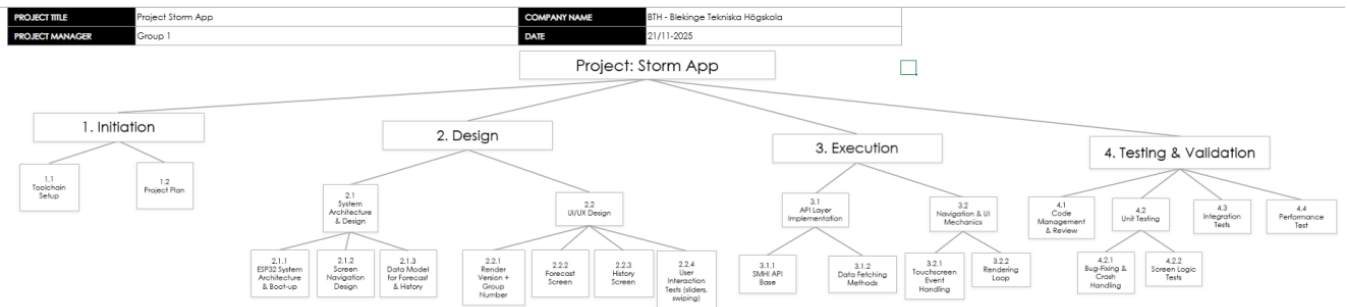 PROJECT TITLE Project Storm App COMPANY NAME BTH - Blekinge Tekniska Högskola
PROJECT MANAGER Group 1 DATE 21/11-2025
Project: Storm App
1. Initiation
2. Design
3. Execution
4. Testing & Validation
1.1
Toolchain
Setup
1.2
Project Plan
2.1
System
Architecture
& Design
2.2
UI/UX Design
3.1
API Layer
Implementation
3.2
Navigation & UI
Mechanics
4.1
Code
Management
& Review
4.2
Unit Testing
4.3
Integration
Tests
4.4
Performance
Test
2.1.1
ESP32 System
Architecture
& Boot-up
2.1.2
Screen
Navigation
Design
2.1.3
Data Model
for Forecast
& History
2.2.1
Render
Version +
Group
Number
2.2.2
Forecast
Screen
2.2.3
History
Screen
2.2.4
User
Interaction
Tests (sliders,
swiping)
3.1.1
SMHI API
Base
3.1.2
Data Fetching
Methods
3.2.1
Touchscreen
Event
Handling
3.2.2
Rendering
Loop
4.2.1
Bug-Fixing &
Crash
Handling
4.2.2
Screen Logic
Tests